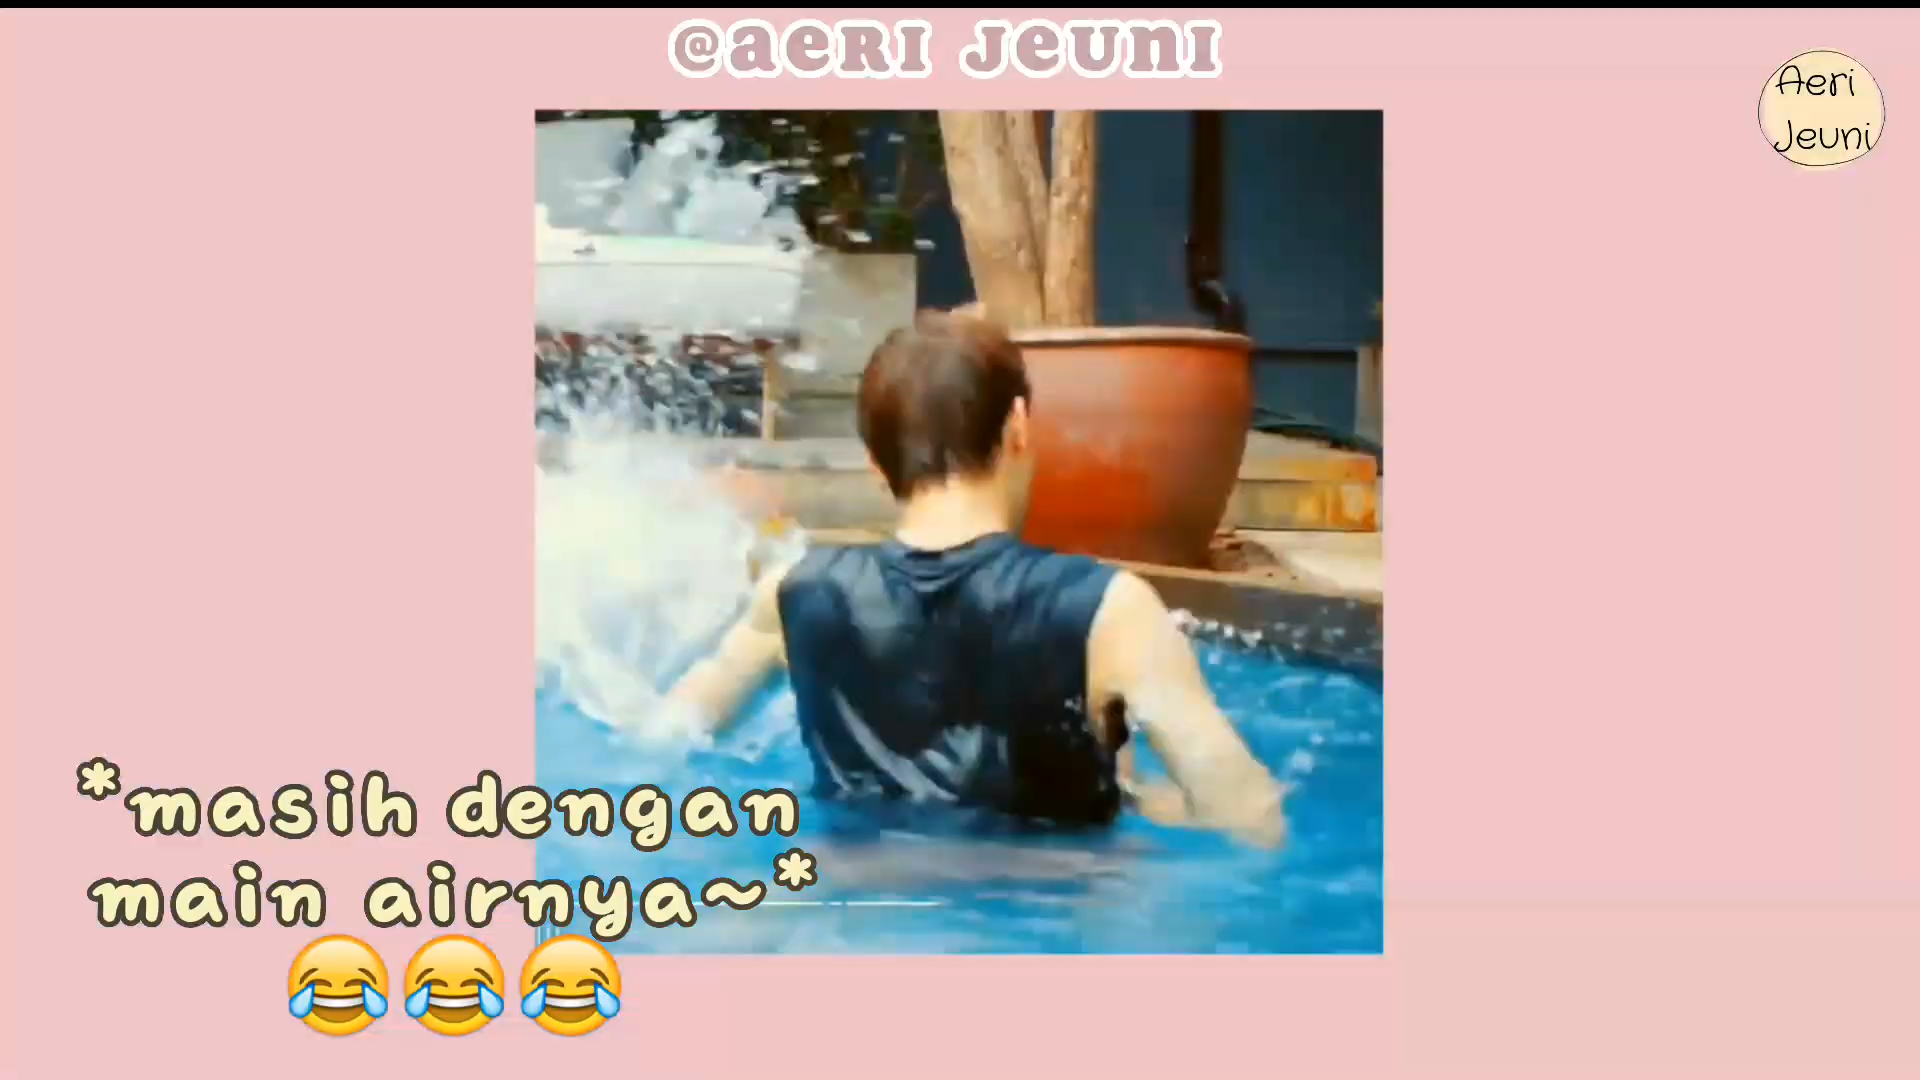 @aeri jeuni
Aeri
Jeuni
*masih dengan
main airnya~*
😂😂😂